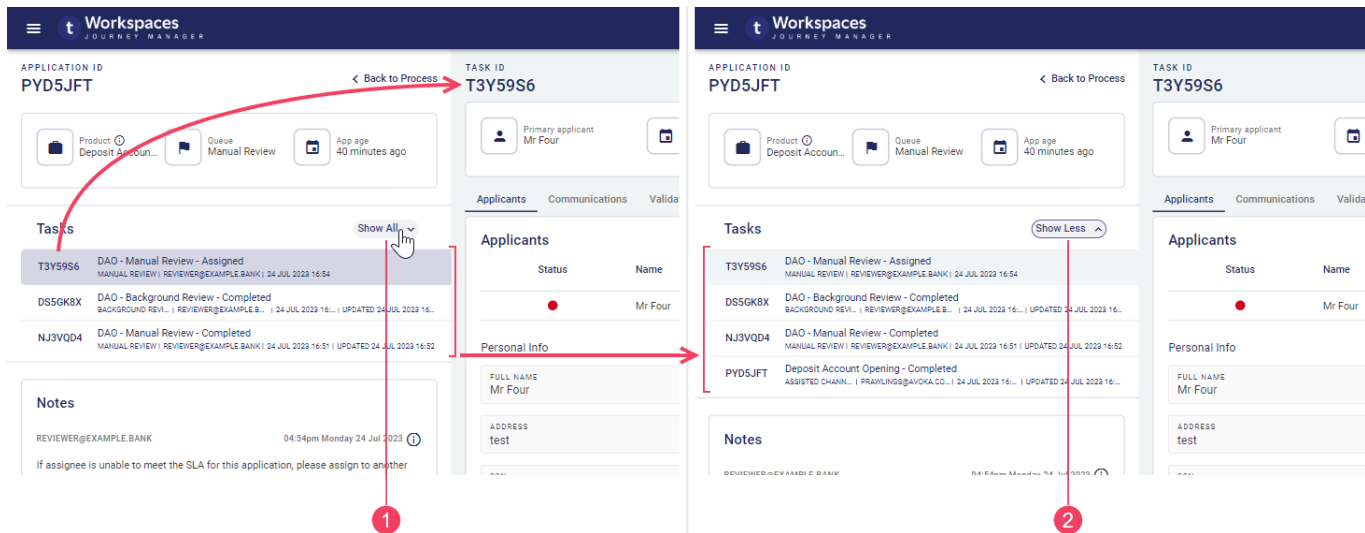 Workspaces
JOURNEY MANAGER
APPLICATION ID
PYD5JFT
Back to Process
Product
Deposit Accoun...
Queue
Manual Review
App age
40 minutes ago
Tasks
Show All
T3Y59S6
DAO - Manual Review - Assigned
MANUAL REVIEW | REVIEWER@EXAMPLE.BANK | 24 JUL 2023 16:54
DS5GK8X
DAO - Background Review - Completed
BACKGROUND REVI... | REVIEWER@EXAMPLE.B... | 24 JUL 2023 16:... | UPDATED 24 JUL 2023 16...
NJ3VQD4
DAO - Manual Review - Completed
MANUAL REVIEW | REVIEWER@EXAMPLE.BANK | 24 JUL 2023 16:51 | UPDATED 24 JUL 2023 16:52
Notes
REVIEWER@EXAMPLE.BANK
04:54pm Monday 24 Jul 2023
If assignee is unable to meet the SLA for this application, please assign to another
TASK ID
T3Y59S6
Primary applicant
Mr Four
Applicants Communications Valida
Applicants
Status Name
Mr Four
Personal Info
FULL NAME
Mr Four
ADDRESS
test
1
t Workspaces
JOURNEY MANAGER
APPLICATION ID
PYD5JFT
Back to Process
Product
Deposit Accoun...
Queue
Manual Review
App age
40 minutes ago
Tasks
Show Less
T3Y59S6
DAO - Manual Review - Assigned
MANUAL REVIEW | REVIEWER@EXAMPLE.BANK | 24 JUL 2023 16:54
DS5GK8X
DAO - Background Review - Completed
BACKGROUND REVI... | REVIEWER@EXAMPLE.B... | 24 JUL 2023 16:... | UPDATED 24 JUL 2023 16...
NJ3VQD4
DAO - Manual Review - Completed
MANUAL REVIEW | REVIEWER@EXAMPLE.BANK | 24 JUL 2023 16:51 | UPDATED 24 JUL 2023 16:52
PYD5JFT
Deposit Account Opening - Completed
ASSISTED CHANN... | PRAWLINGS@AVOKA.CO... | 24 JUL 2023 16:... | UPDATED 24 JUL 2023 16:...
Notes
REVIEWER@EXAMPLE.BANK
04:54pm Monday 24 Jul 2023
TASK ID
T3Y59S6
Primary applicant
Mr Four
Applicants Communications Valida
Applicants
Status Name
Mr Four
Personal Info
FULL NAME
Mr Four
ADDRESS
test
2